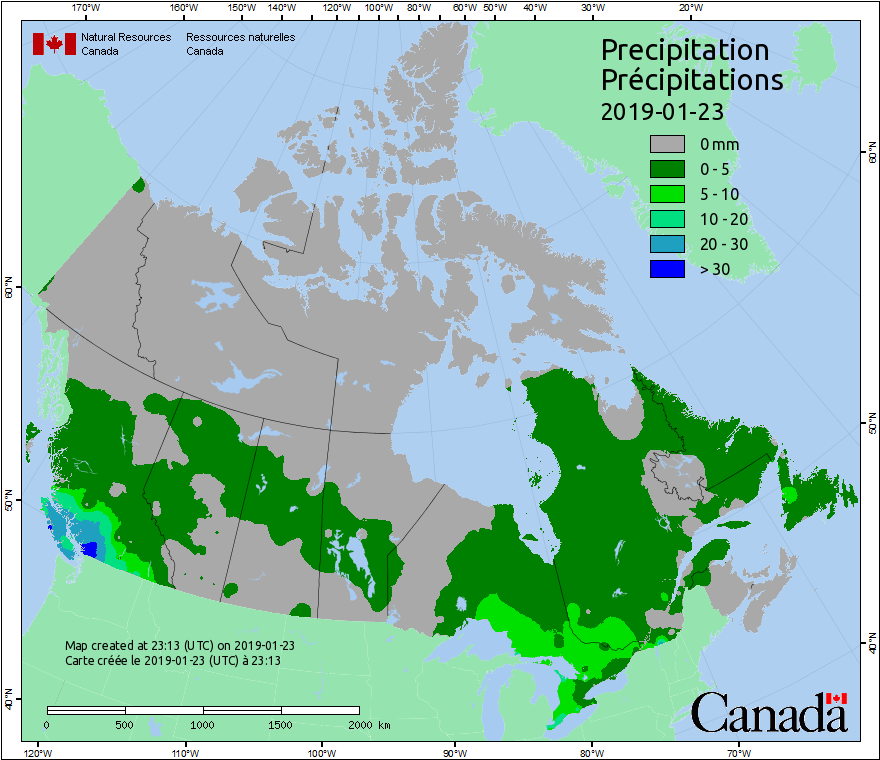 170°W 160°W 150°W 140°W 130°W 120°W 110°W 100°W 90°W 80°W 60°W 50°W 40°W 30°W 20°W
Natural Resources Ressources naturelles
Canada Canada
Precipitation
Précipitations
2019-01-23
0 mm
0 - 5
5 - 10
10 - 20
20 - 30
> 30
60°N 60°N
50°N
50°N
40°N
40°N
Map created at 23:13 (UTC) on 2019-01-23
Carte créée le 2019-01-23 (UTC) à 23:13
0 500 1000 1500 2000 km
Canada
120°W 110°W 100°W 90°W 80°W 70°W